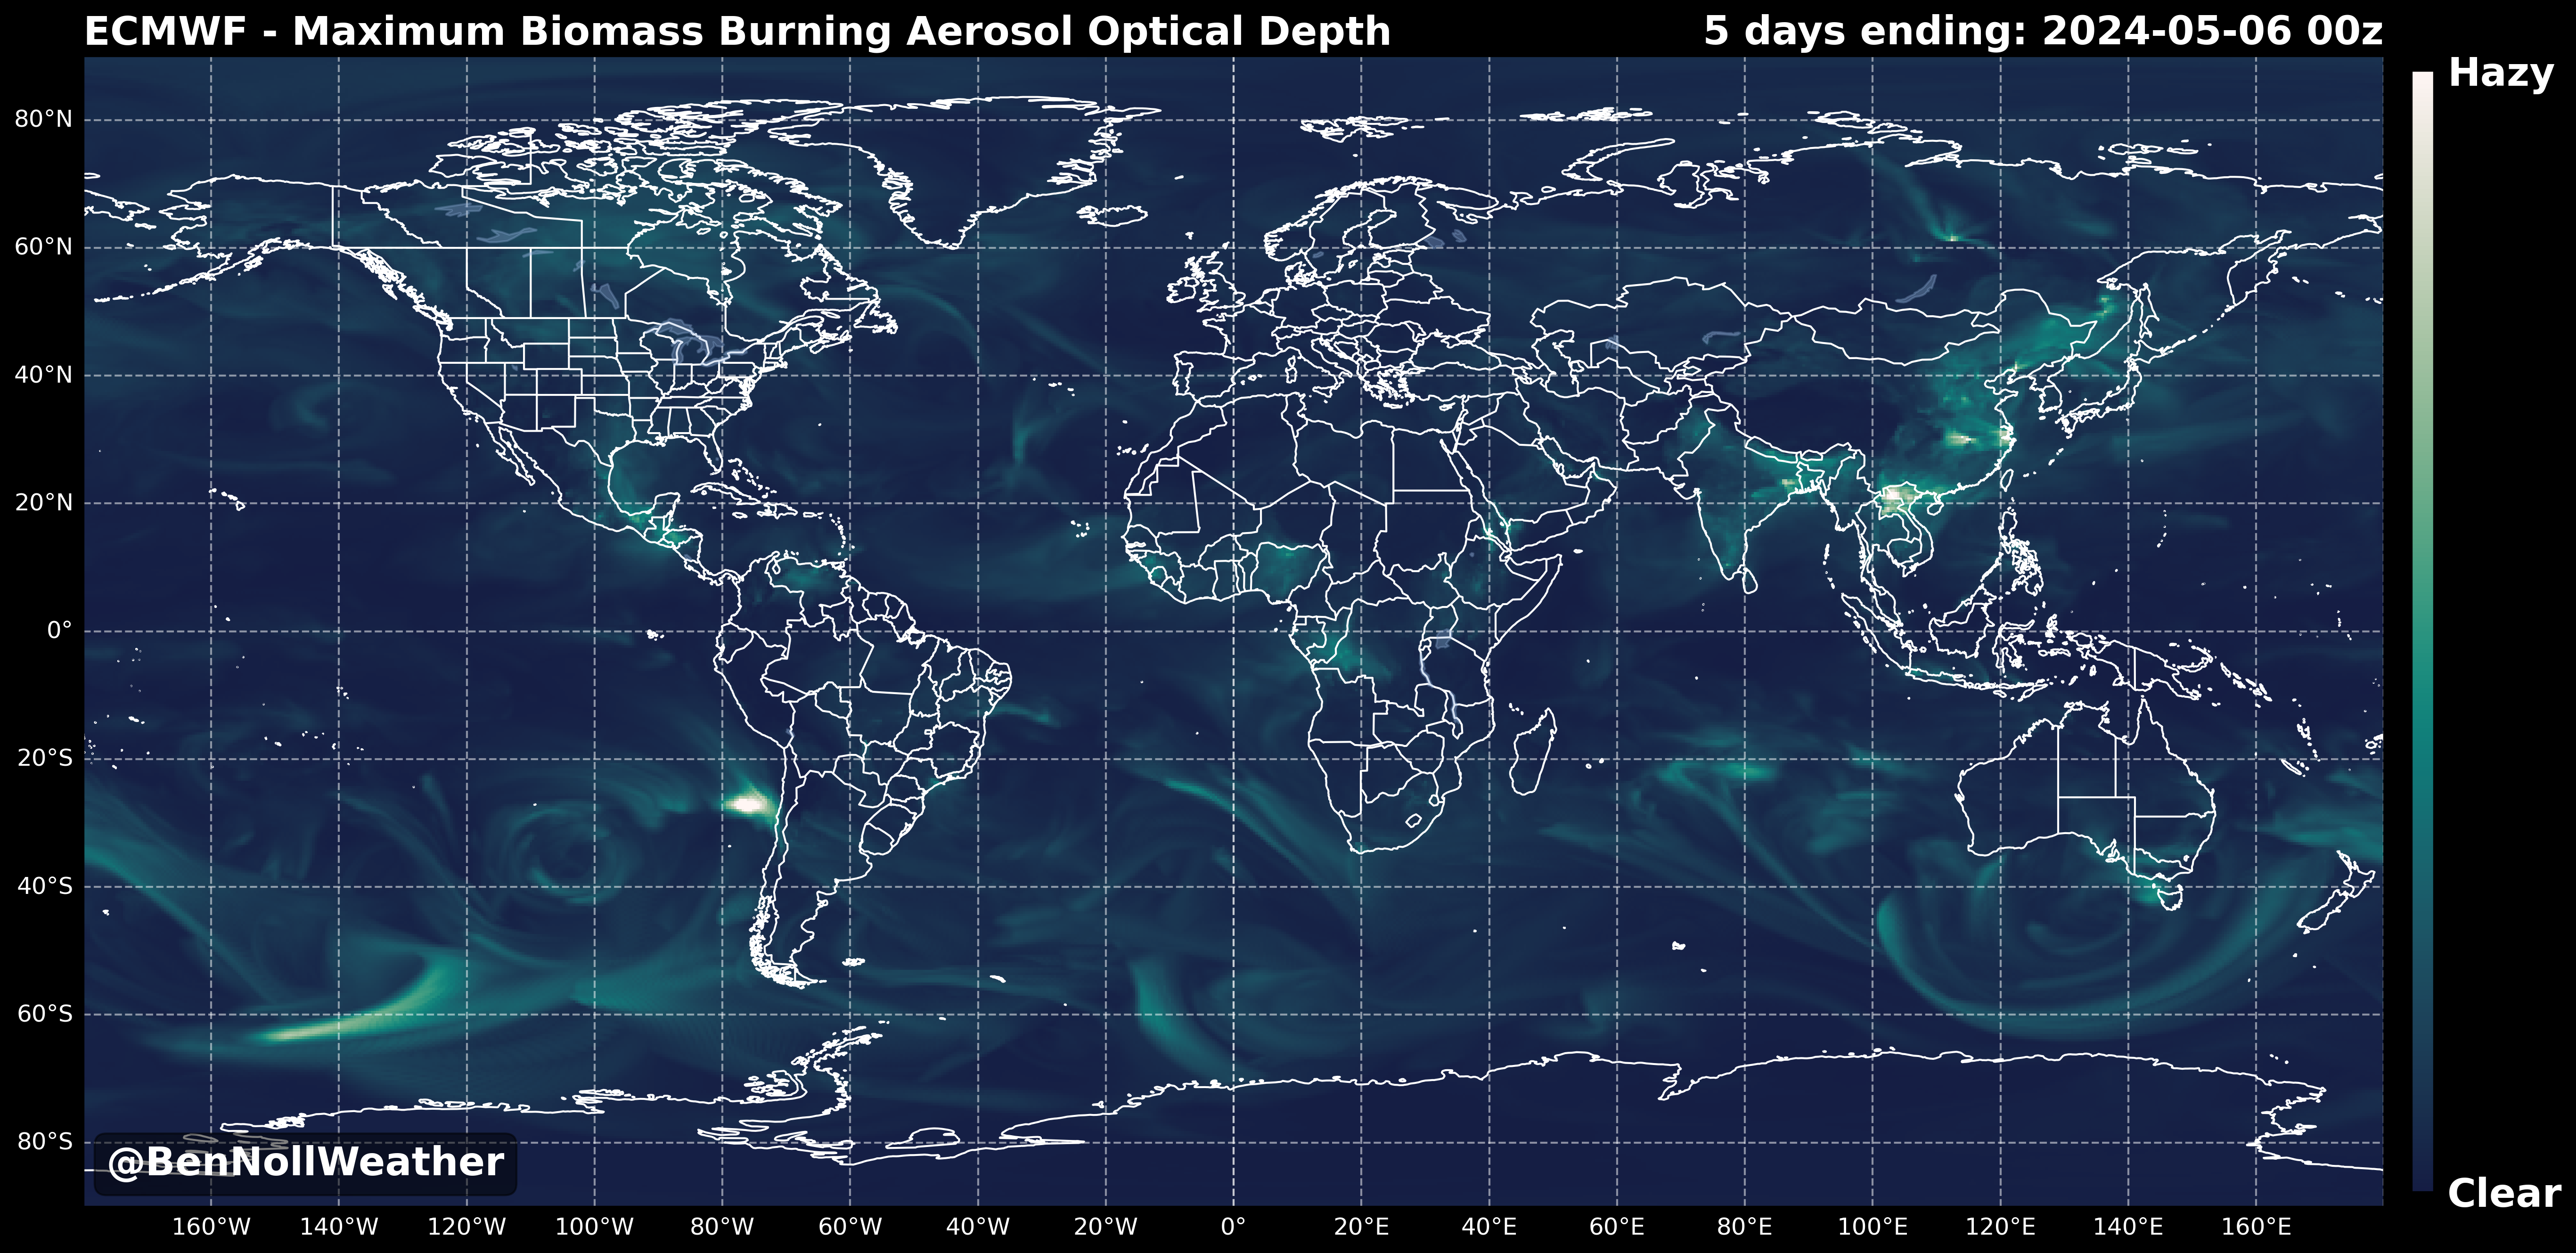 ECMWF - Maximum Biomass Burning Aerosol Optical Depth
5 days ending: 2024-05-06 00z
Hazy
80°N
60°N
40°N
20°N
0°
20°S
40°S
60°S
80°S
@BenNollWeather
Clear
160°W 140°W 120°W 100°W 80°W 60°W 40°W 20°W 0° 20°E 40°E 60°E 80°E 100°E 120°E 140°E 160°E